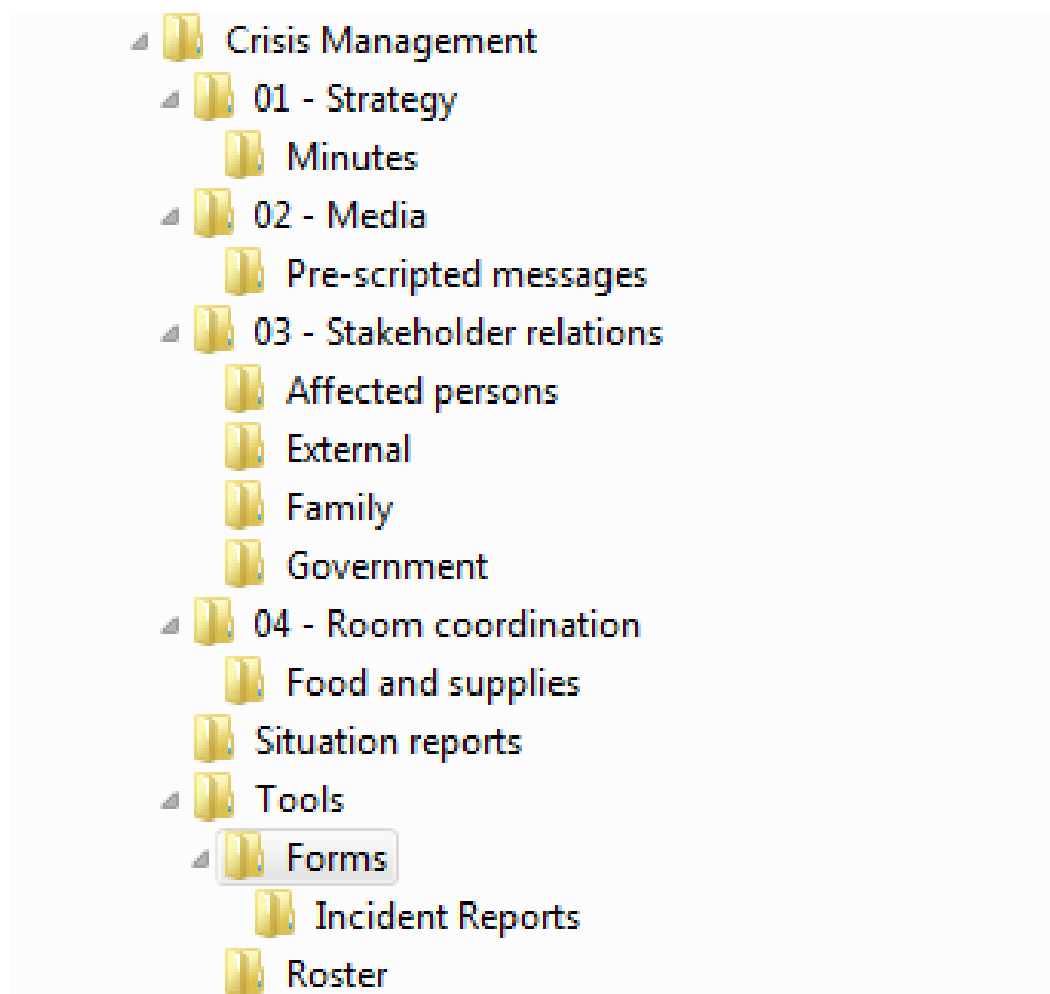 Crisis Management
01 - Strategy
Minutes
02 - Media
Pre-scripted messages
03 - Stakeholder relations
Affected persons
External
Family
Government
04 - Room coordination
Food and supplies
Situation reports
Tools
Forms
Incident Reports
Roster